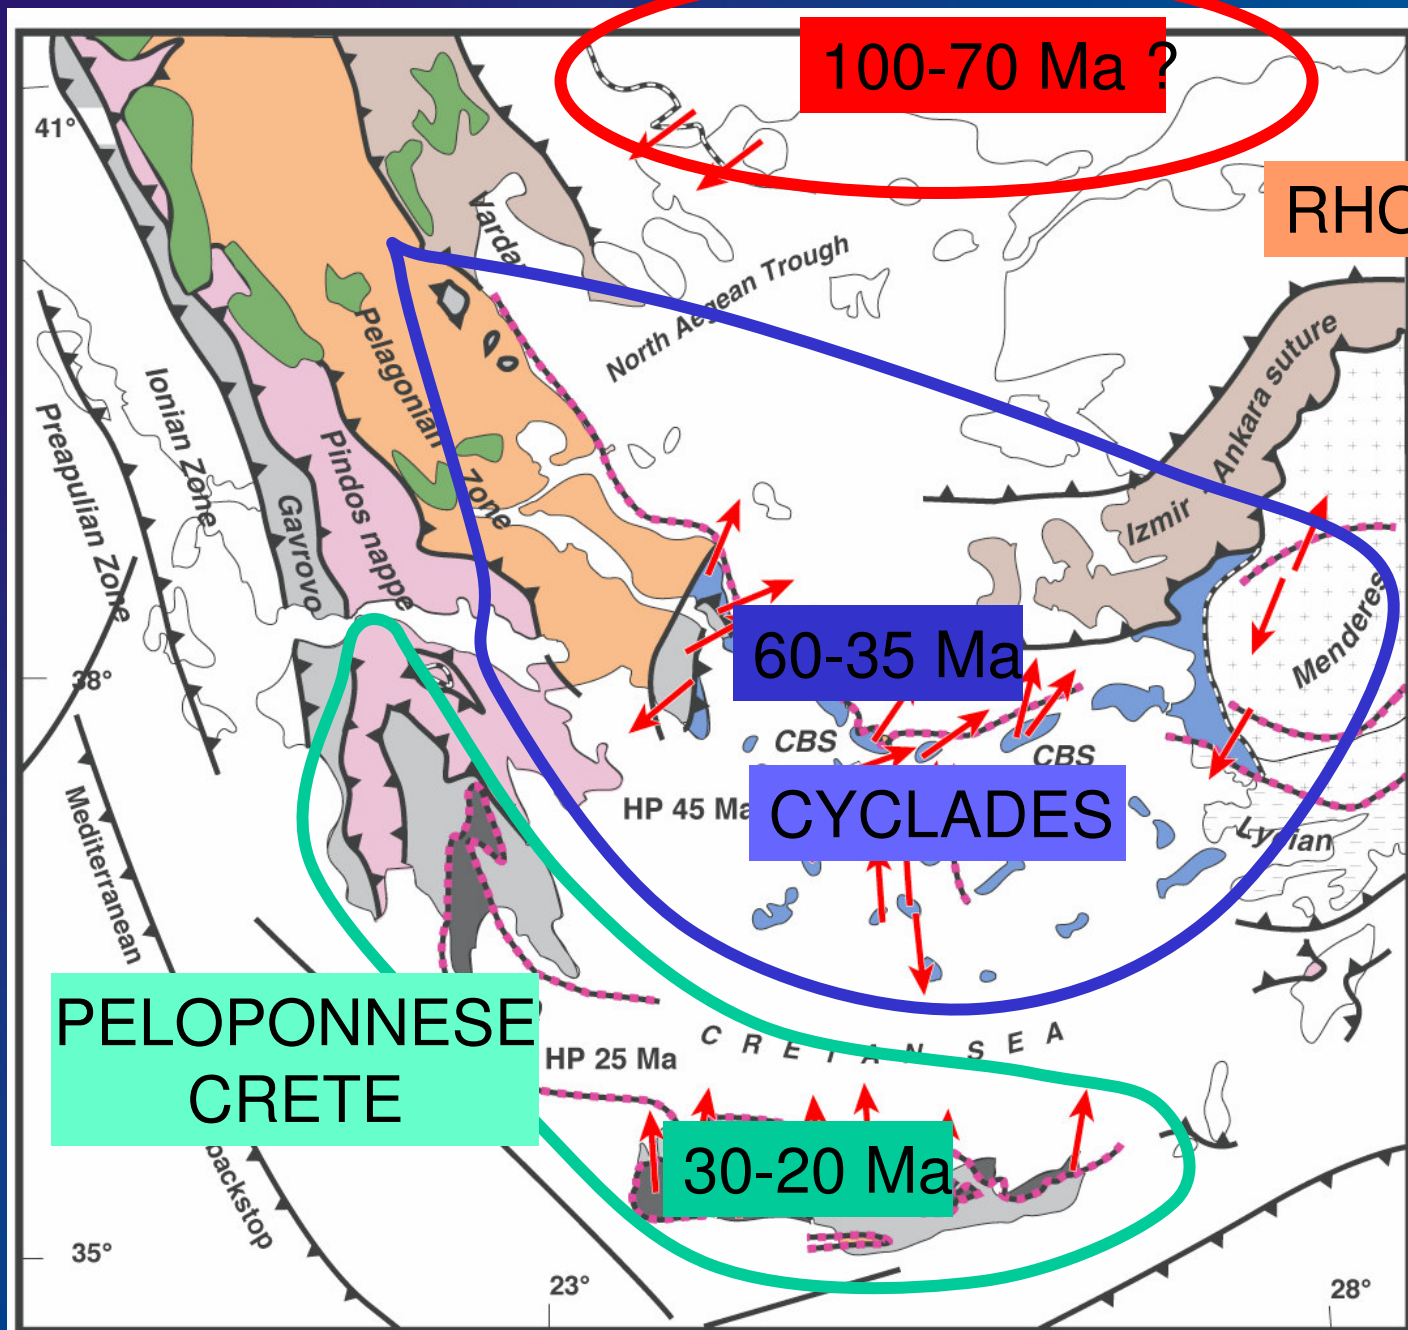 100-70 Ma ?
41°
RHO
Vardar
North Aegean Trough
Izmir - Ankara suture
Pelagonian
Zone
Ionian Zone
Preapulian Zone
Pindos nappe
Gavrovo
Menderes
60-35 Ma
38°
CBS
CBS
HP 45 Ma
CYCLADES
Lycian
Mediterranean
backstop
PELOPONNESE
CRETE
CRETAN SEA
HP 25 Ma
30-20 Ma
35°
23°
28°